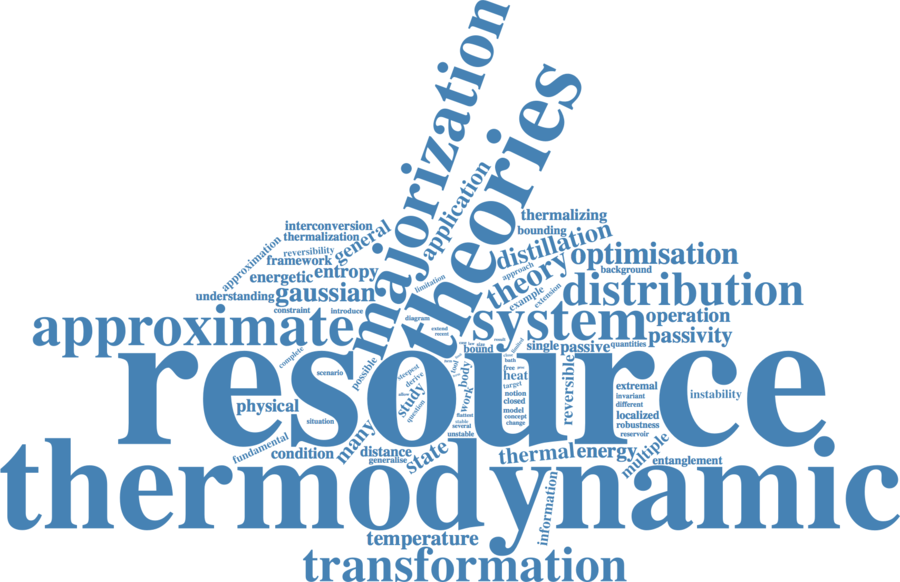 majorization
theories
application
thermalizing
interconversion
bounding
thermalization
general
distillation
reversibility
approximation
framework
optimisation
entropy
energetic
theory
approach
background
limitation
understanding
gaussian
example
extension
distribution
constraint
introduce
approximate
diagram
system
operation
extend
recent
passivity
single
passive
quantities
bound
complete
possible
resource
scenario
steepest
derive
study
question
body
work
free
bath
heat
target
notion
closed
model
concept
change
reversible
extremal
invariant
different
localized
robustness
reservoir
instability
physical
situation
flattest
several
unstable
many
fundamental
condition
distance
generalise
state
thermal
energy
multiple
entanglement
thermodynamic
information
temperature
transformation